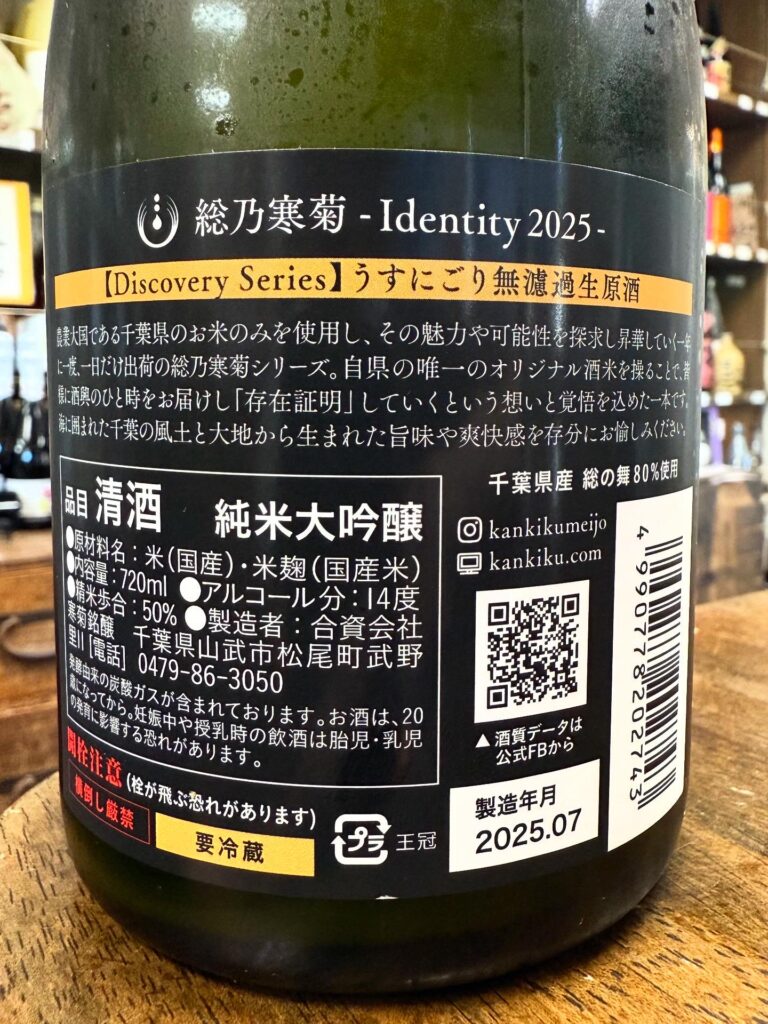 総乃寒菊 - Identity 2025 -
【Discovery Series】うすにごり無濾過生原酒
農業大国である千葉県のお米のみを使用し、その魅力や可能性を探求し昇華していく一年
に一度、一日だけ出荷の総乃寒菊シリーズ。自県の唯一のオリジナル酒米を操ることで、皆
様に酒興のひと時をお届けし「存在証明」していくという想いと覚悟を込めた一本です。
海に囲まれた千葉の風土と大地から生まれた旨味や爽快感を存分にお愉しみください。
千葉県産 総の舞80%使用
品目 清酒 純米大吟醸
●原材料名:米(国産)・米麹(国産米)
●内容量:720ml ●アルコール分:14度
●精米歩合:50% ●製造者:合資会社
寒菊銘醸 千葉県山武市松尾町武野
里川[電話] 0479-86-3050
発酵由来の炭酸ガスが含まれております。お酒は、20
歳になってから。妊娠中や授乳時の飲酒は胎児・乳児
の発育に影響する恐れがあります。
kankikumeijo
kankiku.com
▲酒質データは
公式FBから
4 990778 202743
開栓注意(栓が飛ぶ恐れがあります)
横倒し厳禁
要冷蔵
プラ 王冠
製造年月
2025.07